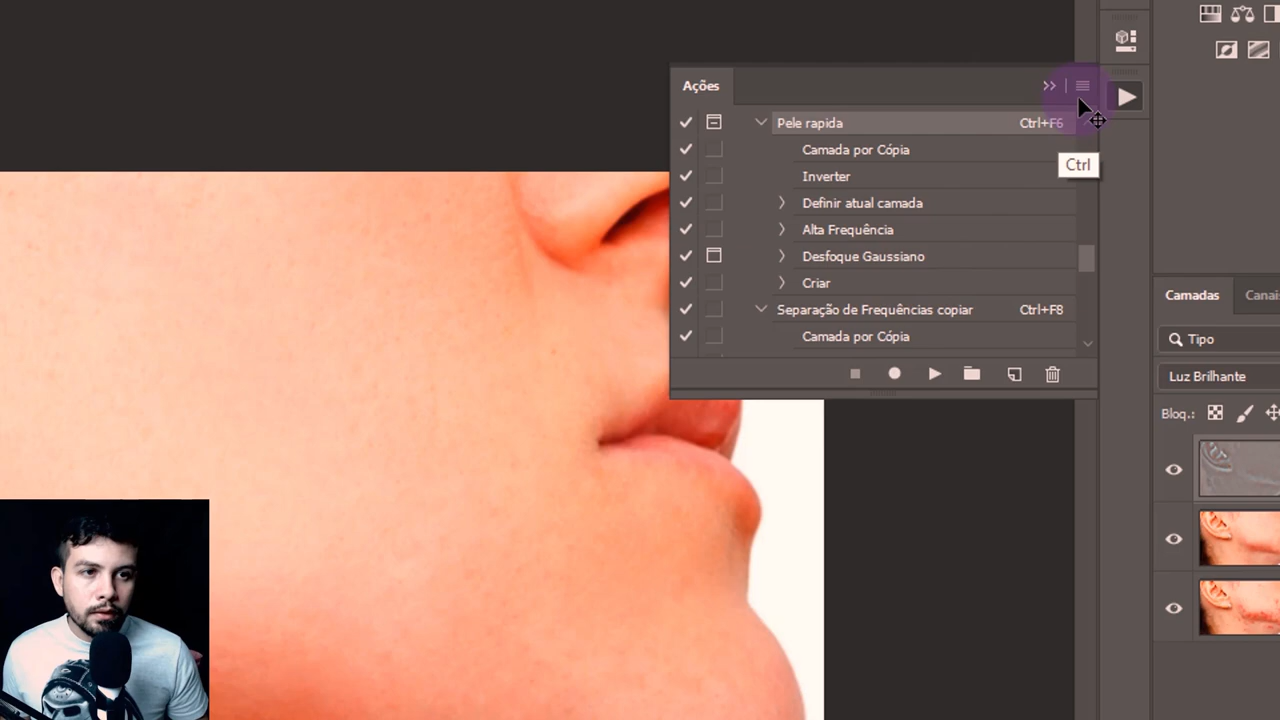 Ações
Pele rapida Ctrl+F6
Camada por Cópia
Ctrl
Inverter
Definir atual camada
Alta Frequência
Desfoque Gaussiano
Criar
Separação de Frequências copiar Ctrl+F8
Camada por Cópia
Camadas Canai
Tipo
Luz Brilhante
Bloq.: